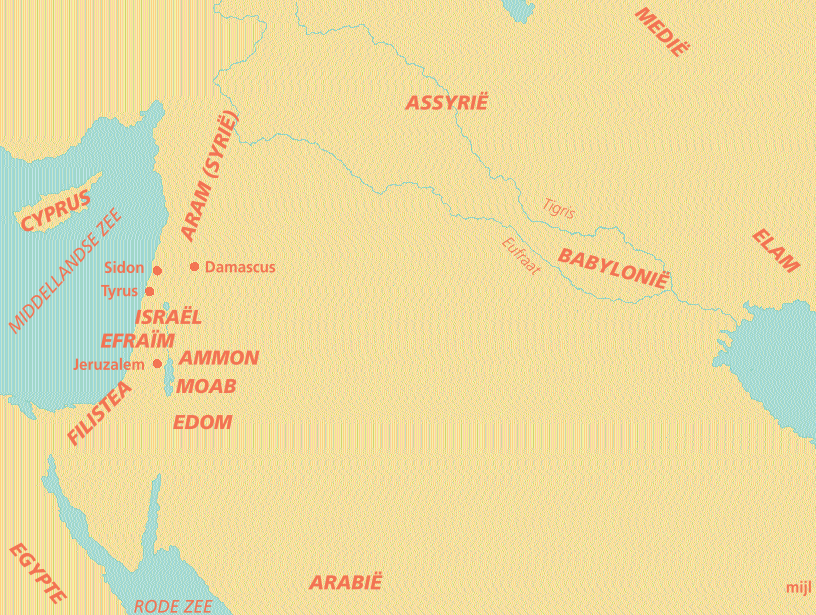 MEDIË
ASSYRIË
ARAM (SYRIË)
CYPRUS
MIDDELLANDSE ZEE
Tigris
Eufraat
ELAM
BABYLONIË
Sidon
Damascus
Tyrus
ISRAËL
EFRAÏM
Jeruzalem
AMMON
MOAB
FILISTEA
EDOM
EGYPTE
ARABIË
RODE ZEE
mijl